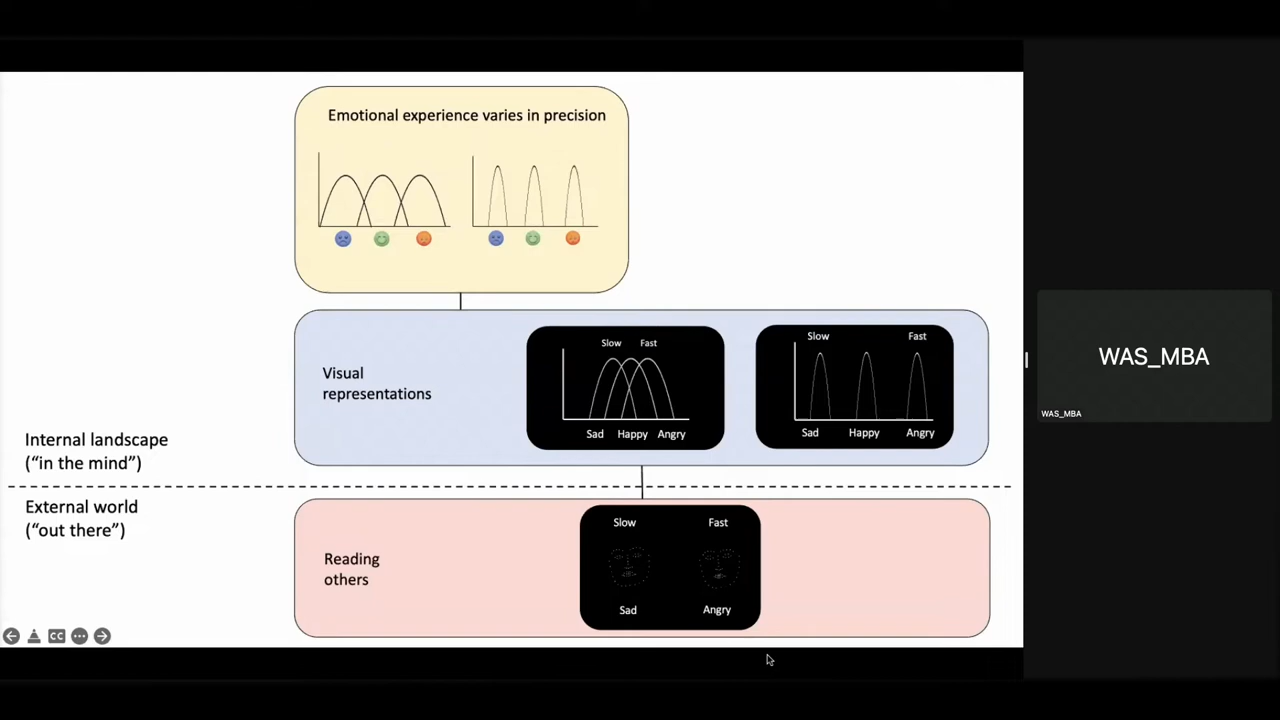 Emotional experience varies in precision
Visual
representations
Slow Fast
Sad Happy Angry
Slow Fast
Sad Happy Angry
Internal landscape
(“in the mind”)
External world
(“out there”)
Reading
others
Slow Fast
Sad Angry
CC
WAS_MBA
WAS_MBA